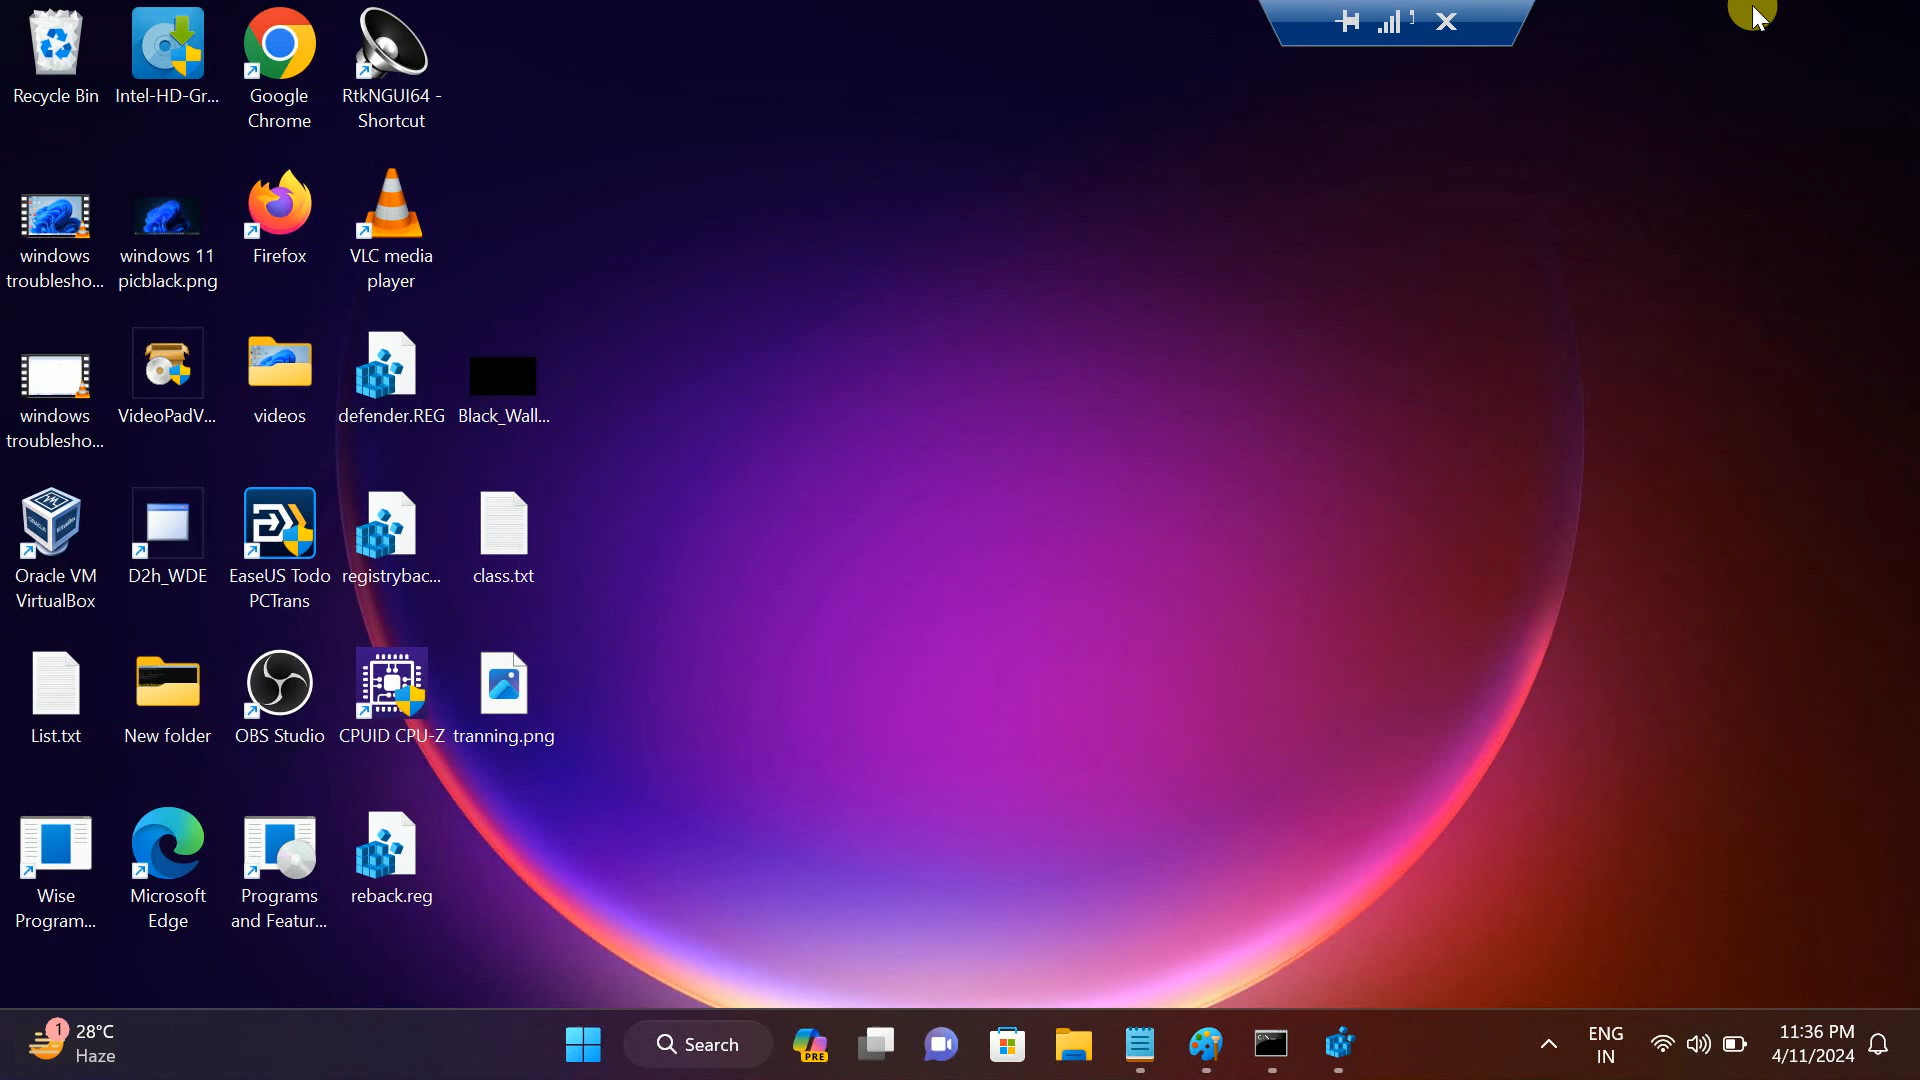 Recycle Bin
Intel-HD-Gr...
Google
Chrome
RtkNGUI64 -
Shortcut
windows
troublesho...
windows 11
picblack.png
Firefox
VLC media
player
windows
troublesho...
VideoPadV...
videos
defender.REG
Black_Wall...
Oracle VM
VirtualBox
D2h_WDE
EaseUS Todo
PCTrans
registrybac...
class.txt
List.txt
New folder
OBS Studio
CPUID CPU-Z
tranning.png
Wise
Program...
Microsoft
Edge
Programs
and Featur...
reback.reg
1
28°C
Haze
Search
PRE
ENG
IN
11:36 PM
4/11/2024